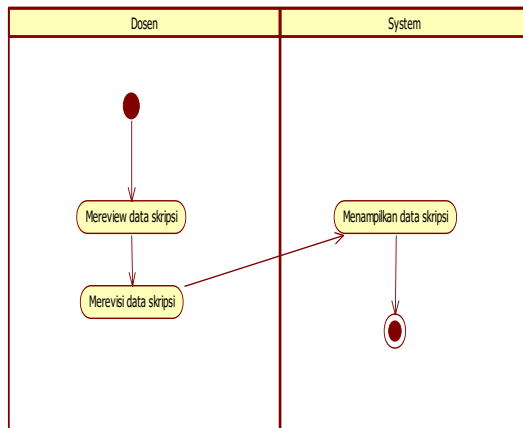 Dosen
System
Mereview data skripsi
Menampilkan data skripsi
Merevisi data skripsi